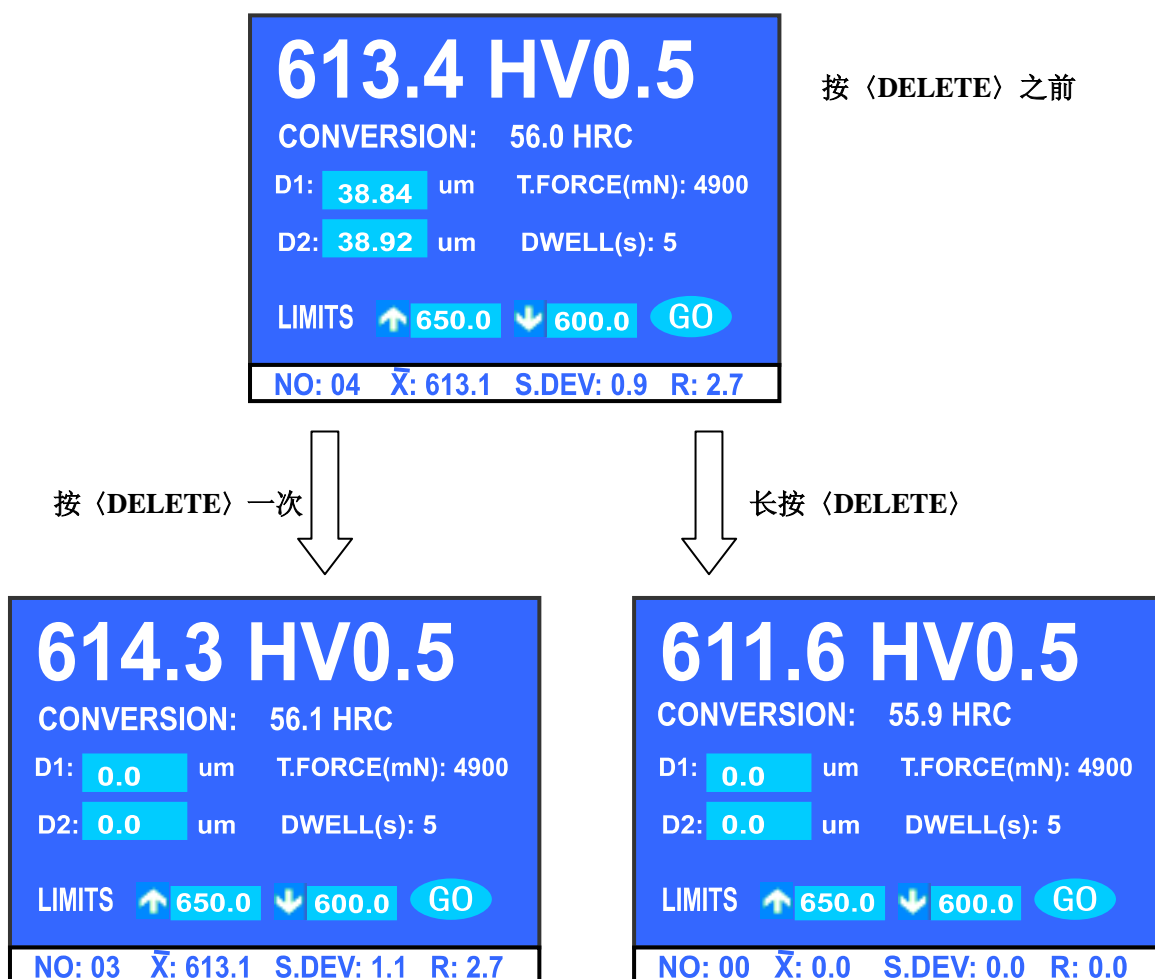 613.4 HV0.5
按〈DELETE〉之前
CONVERSION: 56.0 HRC
D1: 38.84 um T.FORCE(mN): 4900
D2: 38.92 um DWELL(s): 5
LIMITS 650.0 600.0 GO
NO: 04 X̅: 613.1 S.DEV: 0.9 R: 2.7
按〈DELETE〉一次
长按〈DELETE〉
614.3 HV0.5
CONVERSION: 56.1 HRC
D1: 0.0 um T.FORCE(mN): 4900
D2: 0.0 um DWELL(s): 5
LIMITS 650.0 600.0 GO
NO: 03 X̅: 613.1 S.DEV: 1.1 R: 2.7
611.6 HV0.5
CONVERSION: 55.9 HRC
D1: 0.0 um T.FORCE(mN): 4900
D2: 0.0 um DWELL(s): 5
LIMITS 650.0 600.0 GO
NO: 00 X̅: 0.0 S.DEV: 0.0 R: 0.0